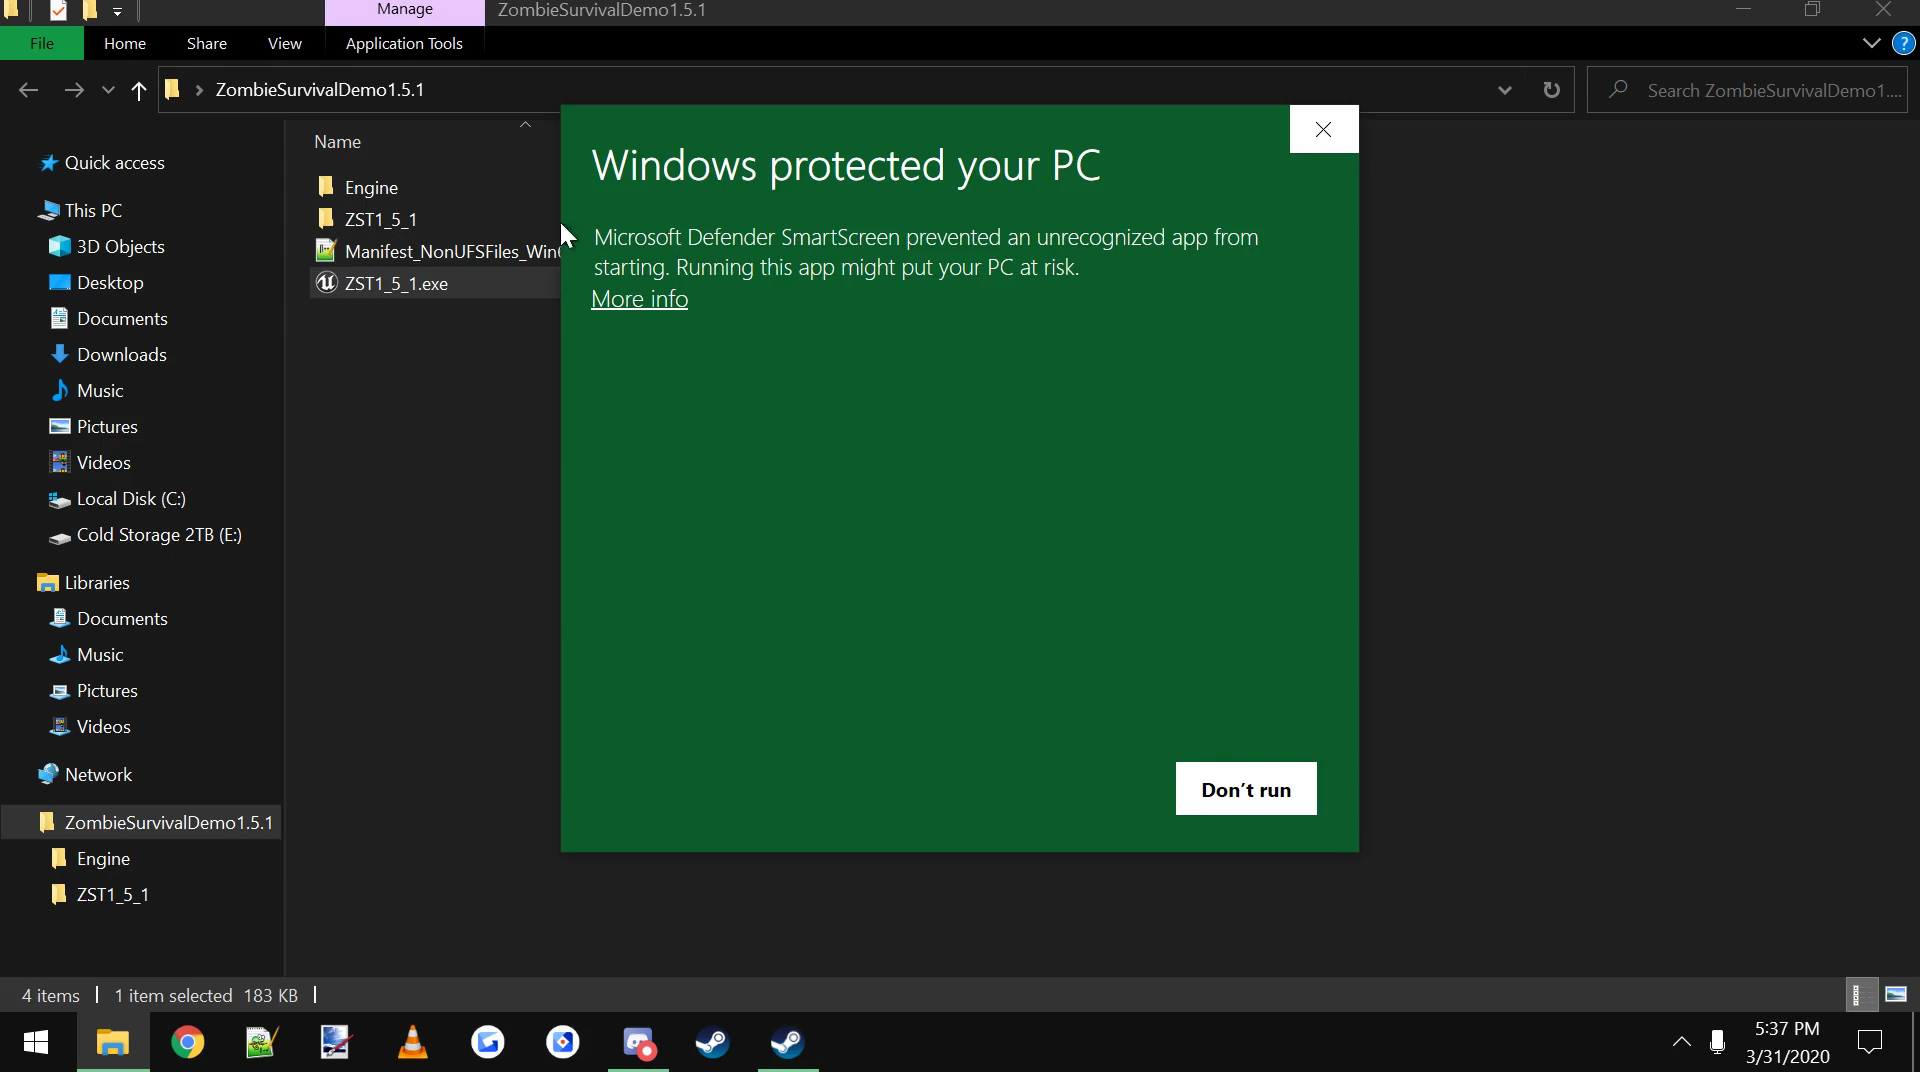 Manage
ZombieSurvivalDemo1.5.1
File
Home
Share
View
Application Tools
ZombieSurvivalDemo1.5.1
Search ZombieSurvivalDemo1....
Quick access
This PC
3D Objects
Desktop
Documents
Downloads
Music
Pictures
Videos
Local Disk (C:)
Cold Storage 2TB (E:)
Libraries
Documents
Music
Pictures
Videos
Network
ZombieSurvivalDemo1.5.1
Engine
ZST1_5_1
Name
Engine
ZST1_5_1
Manifest_NonUFSFiles_Win
ZST1_5_1.exe
Windows protected your PC
Microsoft Defender SmartScreen prevented an unrecognized app from
starting. Running this app might put your PC at risk.
More info
Don't run
4 items
1 item selected 183 KB
5:37 PM
3/31/2020